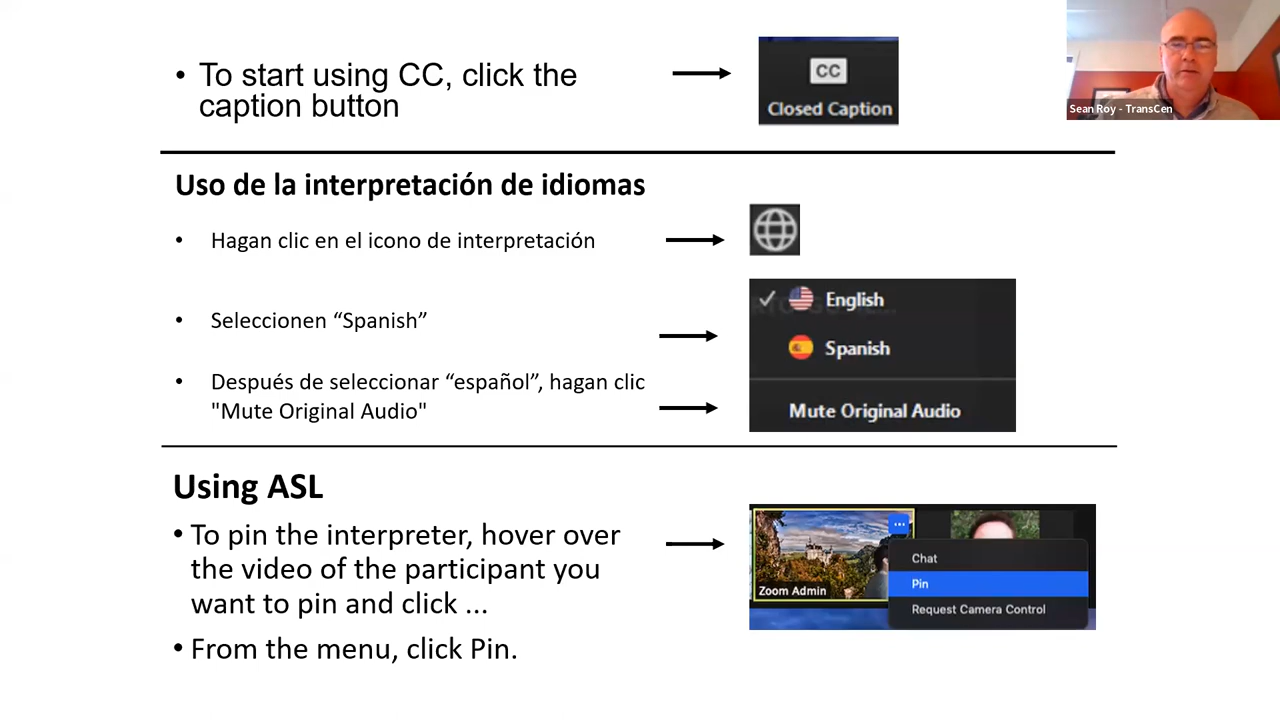 • To start using CC, click the
caption button
CC
Closed Caption
Sean Roy - TransCen
Uso de la interpretación de idiomas
• Hagan clic en el icono de interpretación
• Seleccionen “Spanish”
• Después de seleccionar “español”, hagan clic
"Mute Original Audio"
✓ English
Spanish
Mute Original Audio
Using ASL
• To pin the interpreter, hover over
the video of the participant you
want to pin and click ...
• From the menu, click Pin.
...
Zoom Admin
Chat
Pin
Request Camera Control